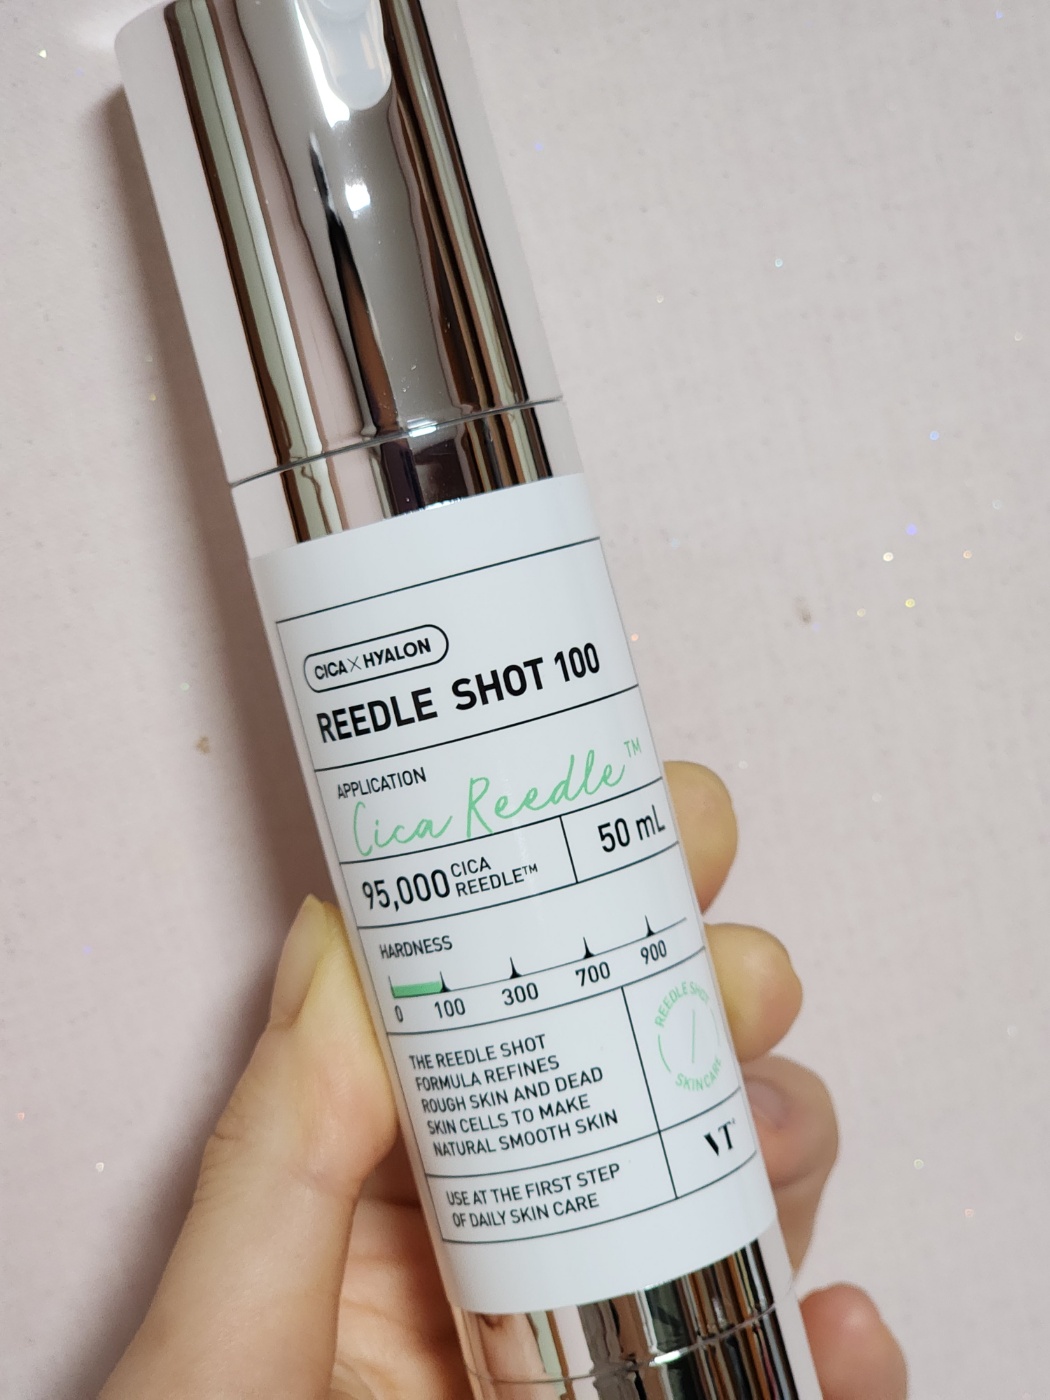 CICA×HYALON
REEDLE SHOT 100
APPLICATION
Cica Reedle™
95,000 CICA
REEDLE™
50 mL
HARDNESS
0 100 300 700 900
THE REEDLE SHOT
FORMULA REFINES
ROUGH SKIN AND DEAD
SKIN CELLS TO MAKE
NATURAL SMOOTH SKIN
REEDLE SHOT
SKINCARE
USE AT THE FIRST STEP
OF DAILY SKIN CARE
VT